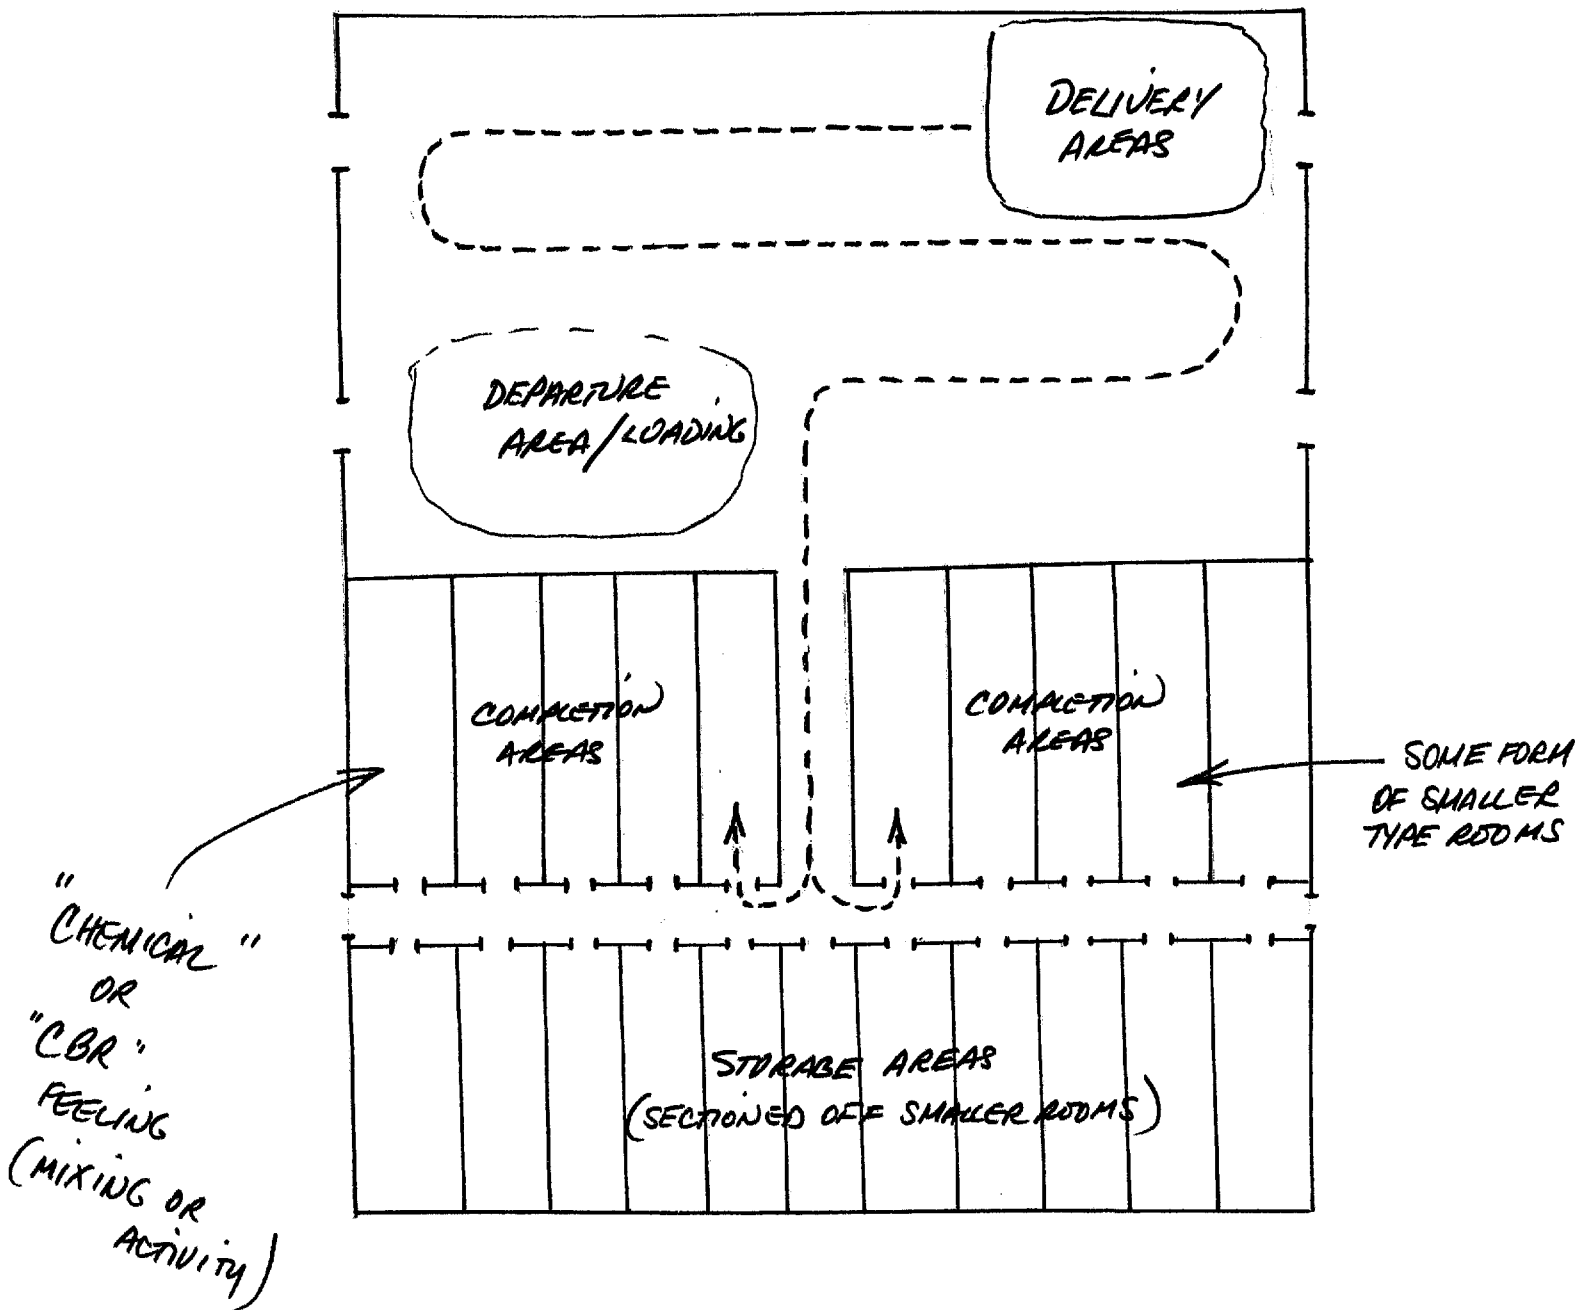 DELIVERY
AREAS
DEPARTURE
AREA/LOADING
COMPLETION
AREAS
COMPLETION
AREAS
SOME FORM
OF SMALLER
TYPE ROOMS
"
CHEMICAL"
OR
"CBR"
FEELING
(MIXING OR
ACTIVITY)
STORAGE AREAS
(SECTIONED OFF SMALLER ROOMS)